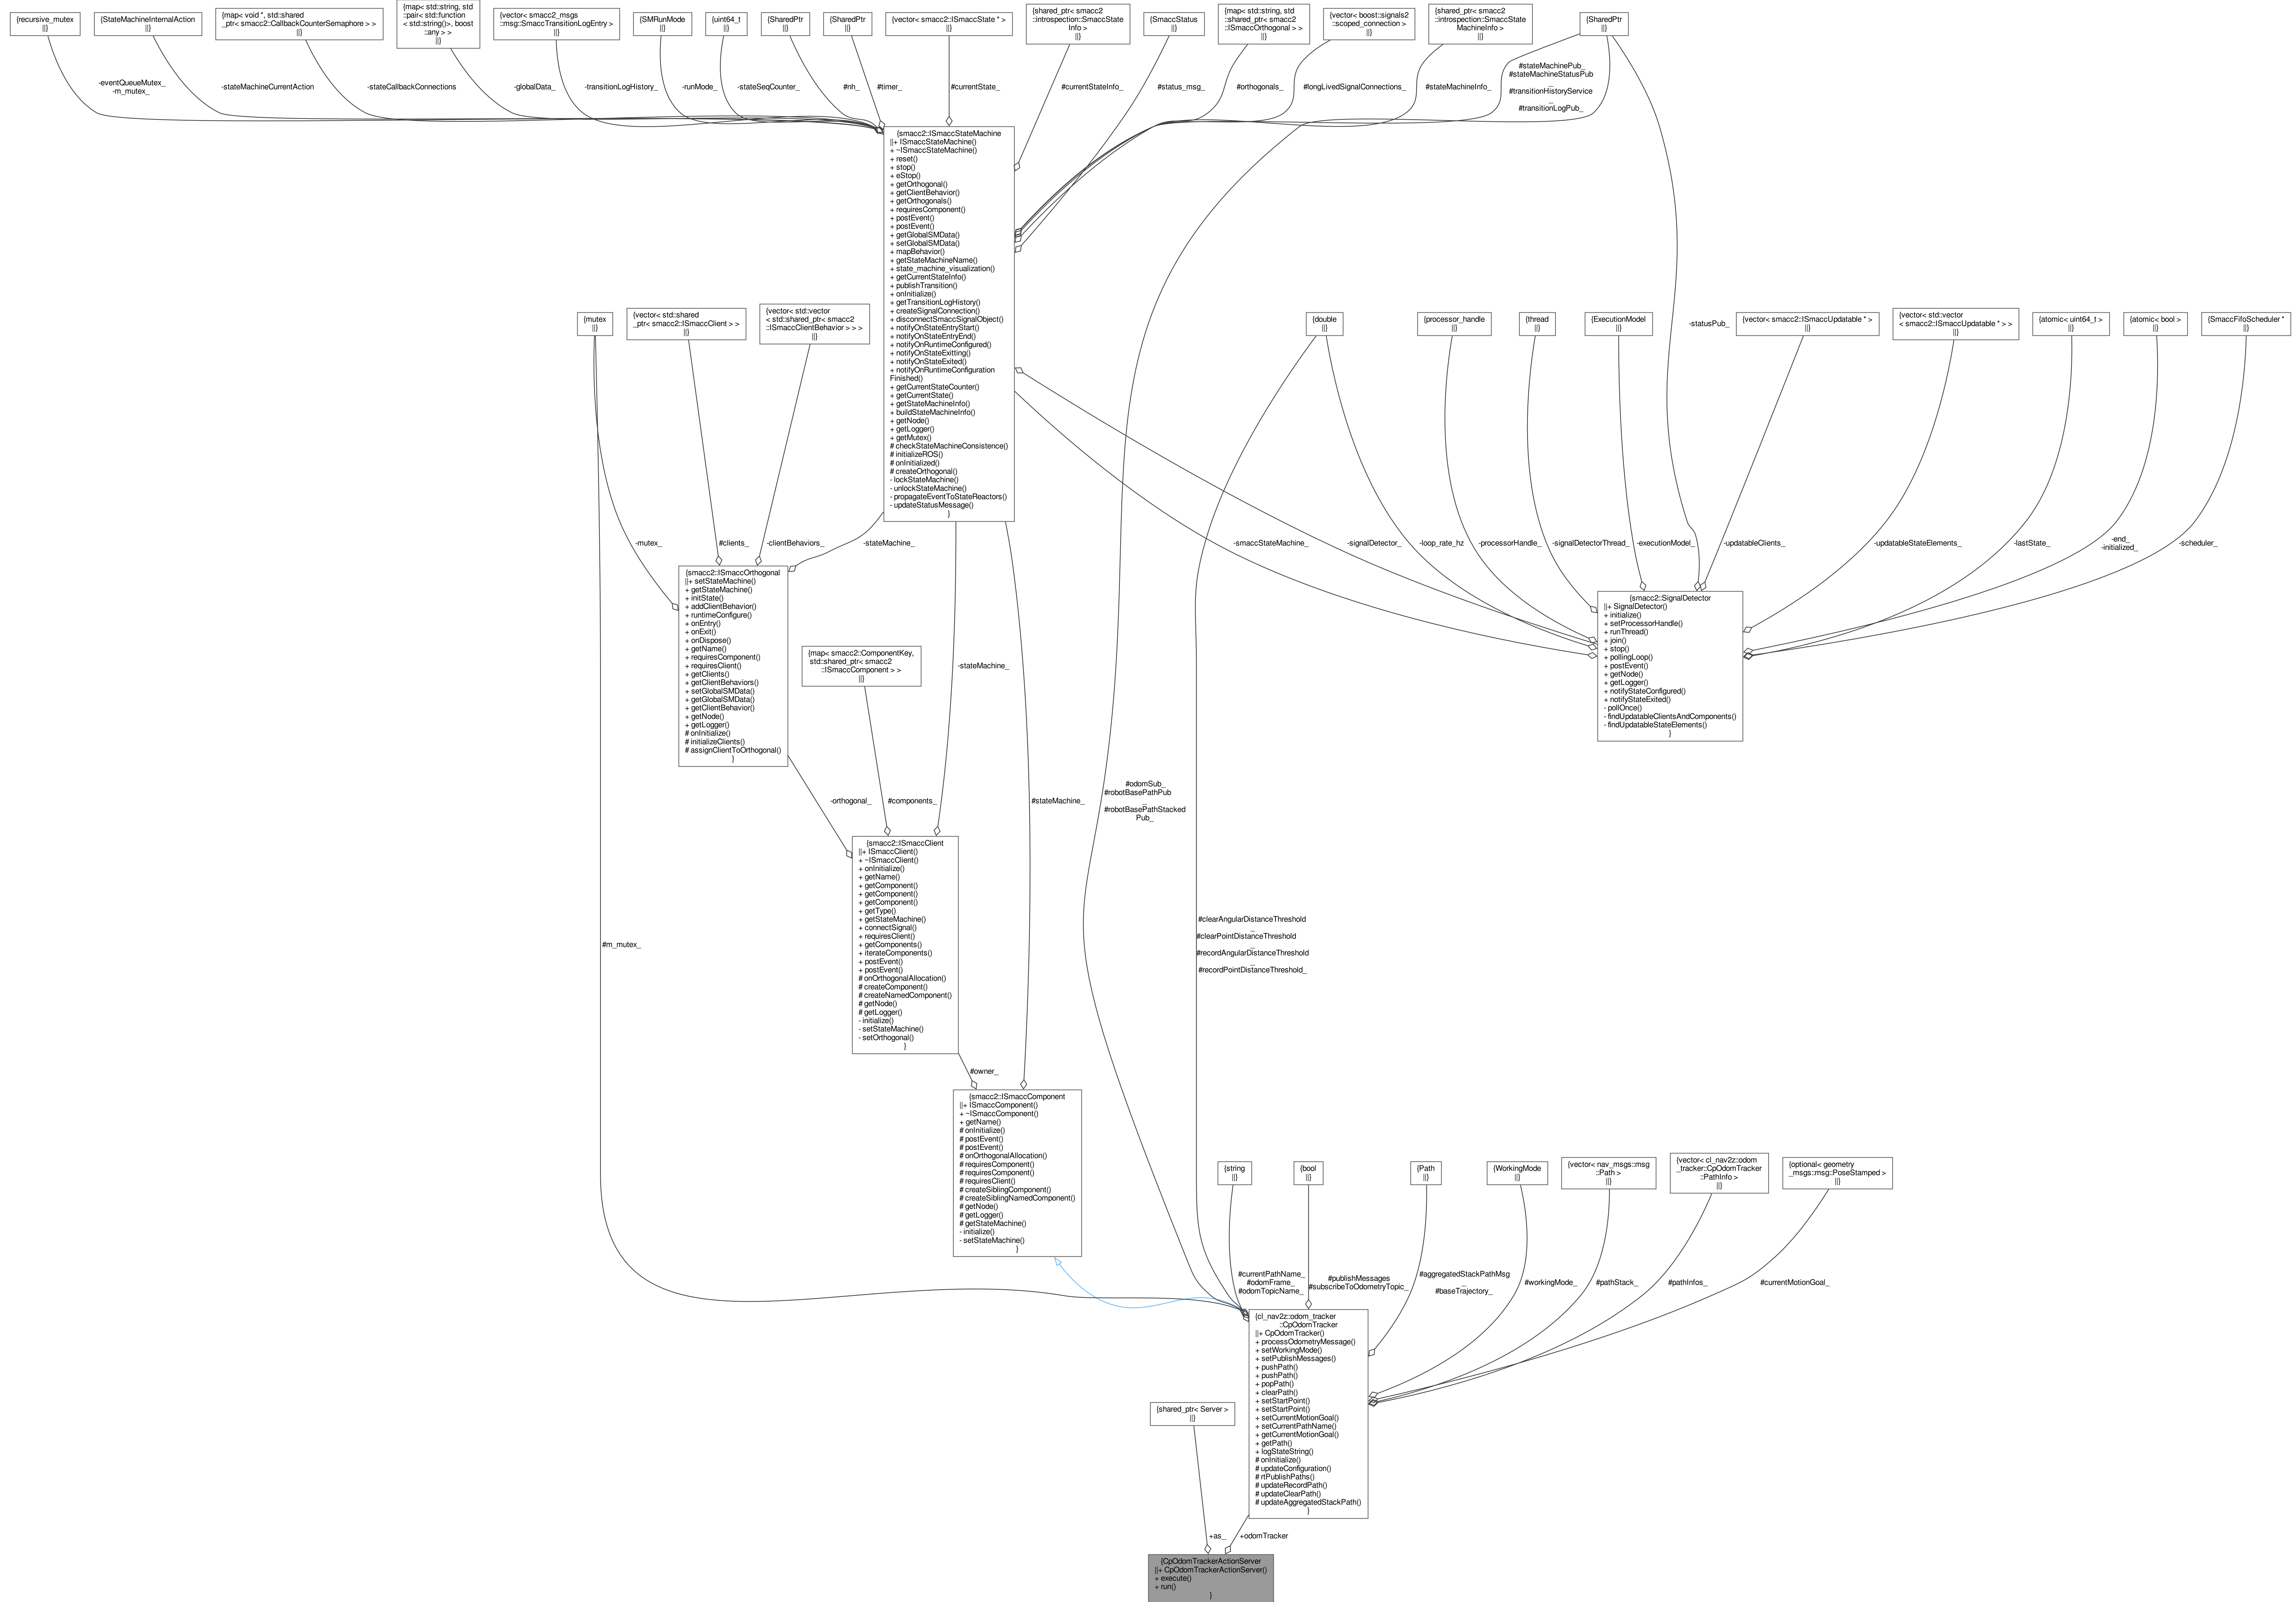 {recursive_mutex
||}
{StateMachineInternalAction
||}
{map< void *, std::shared
_ptr< smacc2::CallbackCounterSemaphore > >
||}
{map< std::string, std
::pair< std::function
< std::string()>, boost
::any > >
||}
{vector< smacc2_msgs
::msg::SmaccTransitionLogEntry >
||}
{SMRunMode
||}
{uint64_t
||}
{SharedPtr
||}
{SharedPtr
||}
{vector< smacc2::ISmaccState * >
||}
{shared_ptr< smacc2
::introspection::SmaccState
Info >
||}
{SmaccStatus
||}
{map< std::string, std
::shared_ptr< smacc2
::ISmaccOrthogonal > >
||}
{vector< boost::signals2
::scoped_connection >
||}
{shared_ptr< smacc2
::introspection::SmaccState
MachineInfo >
||}
{SharedPtr
||}
-eventQueueMutex_
-m_mutex_
-stateMachineCurrentAction
-stateCallbackConnections
-globalData_
-transitionLogHistory_
-runMode_
-stateSeqCounter_
#nh_
#timer_
#currentState_
#currentStateInfo_
#status_msg_
#orthogonals_
#longLivedSignalConnections_
#stateMachineInfo_
#stateMachinePub_
#stateMachineStatusPub
_
#transitionHistoryService
_
#transitionLogPub_
{smacc2::ISmaccStateMachine
||+ ISmaccStateMachine()
+ ~ISmaccStateMachine()
+ reset()
+ stop()
+ eStop()
+ getOrthogonal()
+ getClientBehavior()
+ getOrthogonals()
+ requiresComponent()
+ postEvent()
+ postEvent()
+ getGlobalSMData()
+ setGlobalSMData()
+ mapBehavior()
+ getStateMachineName()
+ state_machine_visualization()
+ getCurrentStateInfo()
+ publishTransition()
+ onInitialize()
+ getTransitionLogHistory()
+ createSignalConnection()
+ disconnectSmaccSignalObject()
+ notifyOnStateEntryStart()
+ notifyOnStateEntryEnd()
+ notifyOnRuntimeConfigured()
+ notifyOnStateExitting()
+ notifyOnStateExited()
+ notifyOnRuntimeConfiguration
Finished()
+ getCurrentStateCounter()
+ getCurrentState()
+ getStateMachineInfo()
+ buildStateMachineInfo()
+ getNode()
+ getLogger()
+ getMutex()
# checkStateMachineConsistence()
# initializeROS()
# onInitialized()
# createOrthogonal()
- lockStateMachine()
- unlockStateMachine()
- propagateEventToStateReactors()
- updateStatusMessage()
}
{mutex
||}
{vector< std::shared
_ptr< smacc2::ISmaccClient > >
||}
{vector< std::vector
< std::shared_ptr< smacc2
::ISmaccClientBehavior > > >
||}
{double
||}
{processor_handle
||}
{thread
||}
{ExecutionModel
||}
-statusPub_
{vector< smacc2::ISmaccUpdatable * >
||}
{vector< std::vector
< smacc2::ISmaccUpdatable * > >
||}
{atomic< uint64_t >
||}
{atomic< bool >
||}
{SmaccFifoScheduler *
||}
-mutex_
#clients_
-clientBehaviors_
-stateMachine_
-smaccStateMachine_
-signalDetector_
-loop_rate_hz
-processorHandle_
-signalDetectorThread_
-executionModel_
-updatableClients_
-updatableStateElements_
-lastState_
-end_
-initialized_
-scheduler_
{smacc2::ISmaccOrthogonal
||+ setStateMachine()
+ getStateMachine()
+ initState()
+ addClientBehavior()
+ runtimeConfigure()
+ onEntry()
+ onExit()
+ onDispose()
+ getName()
+ requiresComponent()
+ requiresClient()
+ getClients()
+ getClientBehaviors()
+ setGlobalSMData()
+ getGlobalSMData()
+ getClientBehavior()
+ getNode()
+ getLogger()
# onInitialize()
# initializeClients()
# assignClientToOrthogonal()
}
{smacc2::SignalDetector
||+ SignalDetector()
+ initialize()
+ setProcessorHandle()
+ runThread()
+ join()
+ stop()
+ pollingLoop()
+ postEvent()
+ getNode()
+ getLogger()
+ notifyStateConfigured()
+ notifyStateExited()
- pollOnce()
- findUpdatableClientsAndComponents()
- findUpdatableStateElements()
}
{map< smacc2::ComponentKey,
std::shared_ptr< smacc2
::ISmaccComponent > >
||}
-stateMachine_
-orthogonal_
#components_
#stateMachine_
#odomSub_
#robotBasePathPub
_
#robotBasePathStacked
Pub_
{smacc2::ISmaccClient
||+ ISmaccClient()
+ ~ISmaccClient()
+ onInitialize()
+ getName()
+ getComponent()
+ getComponent()
+ getComponent()
+ getType()
+ getStateMachine()
+ connectSignal()
+ requiresClient()
+ getComponents()
+ iterateComponents()
+ postEvent()
+ postEvent()
# onOrthogonalAllocation()
# createComponent()
# createNamedComponent()
# getNode()
# getLogger()
- initialize()
- setStateMachine()
- setOrthogonal()
}
#m_mutex_
#clearAngularDistanceThreshold
_
#clearPointDistanceThreshold
_
#recordAngularDistanceThreshold
_
#recordPointDistanceThreshold_
#owner_
{smacc2::ISmaccComponent
||+ ISmaccComponent()
+ ~ISmaccComponent()
+ getName()
# onInitialize()
# postEvent()
# postEvent()
# onOrthogonalAllocation()
# requiresComponent()
# requiresComponent()
# requiresClient()
# createSiblingComponent()
# createSiblingNamedComponent()
# getNode()
# getLogger()
# getStateMachine()
- initialize()
- setStateMachine()
}
{string
||}
{bool
||}
{Path
||}
{WorkingMode
||}
{vector< nav_msgs::msg
::Path >
||}
{vector< cl_nav2z::odom
_tracker::CpOdomTracker
::PathInfo >
||}
{optional< geometry
_msgs::msg::PoseStamped >
||}
#currentPathName_
#odomFrame_
#odomTopicName_
#publishMessages
#subscribeToOdometryTopic_
#aggregatedStackPathMsg
_
#baseTrajectory_
#workingMode_
#pathStack_
#pathInfos_
#currentMotionGoal_
{cl_nav2z::odom_tracker
::CpOdomTracker
||+ CpOdomTracker()
+ processOdometryMessage()
+ setWorkingMode()
+ setPublishMessages()
+ pushPath()
+ pushPath()
+ popPath()
+ clearPath()
+ setStartPoint()
+ setStartPoint()
+ setCurrentMotionGoal()
+ setCurrentPathName()
+ getCurrentMotionGoal()
+ getPath()
+ logStateString()
# onInitialize()
# updateConfiguration()
# rtPublishPaths()
# updateRecordPath()
# updateClearPath()
# updateAggregatedStackPath()
}
{shared_ptr< Server >
||}
+as_
+odomTracker
{CpOdomTrackerActionServer
||+ CpOdomTrackerActionServer()
+ execute()
+ run()
}